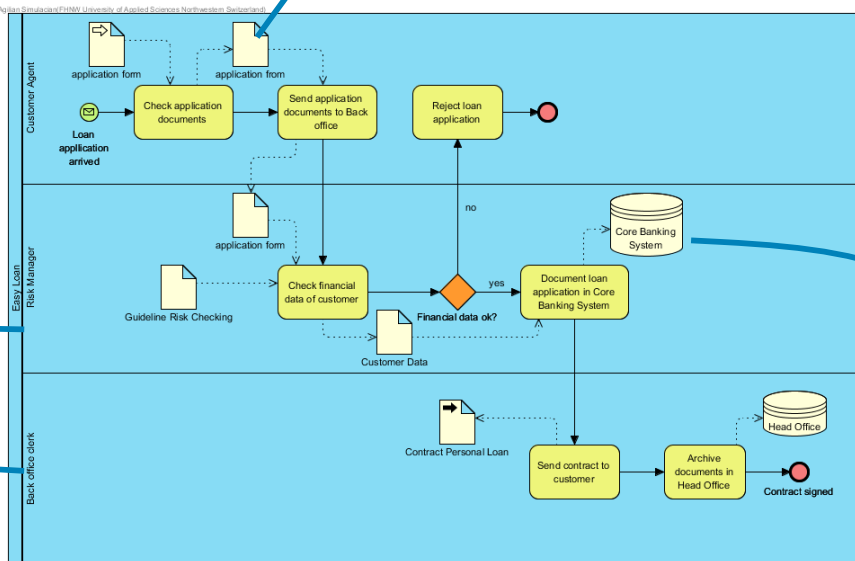 Agilian Simulacian(FHNW University of Applied Sciences Northwestern Switzerland)
Easy Loan
Customer Agent
application form
application from
Check application
documents
Send application
documents to Back
office
Reject loan
application
Loan
appllication
arrived
Risk Manager
application form
no
Core Banking
System
Guideline Risk Checking
Check financial
data of customer
yes
Financial data ok?
Document loan
application in Core
Banking System
Customer Data
Back office clerk
Contract Personal Loan
Head Office
Send contract to
customer
Archive
documents in
Head Office
Contract signed